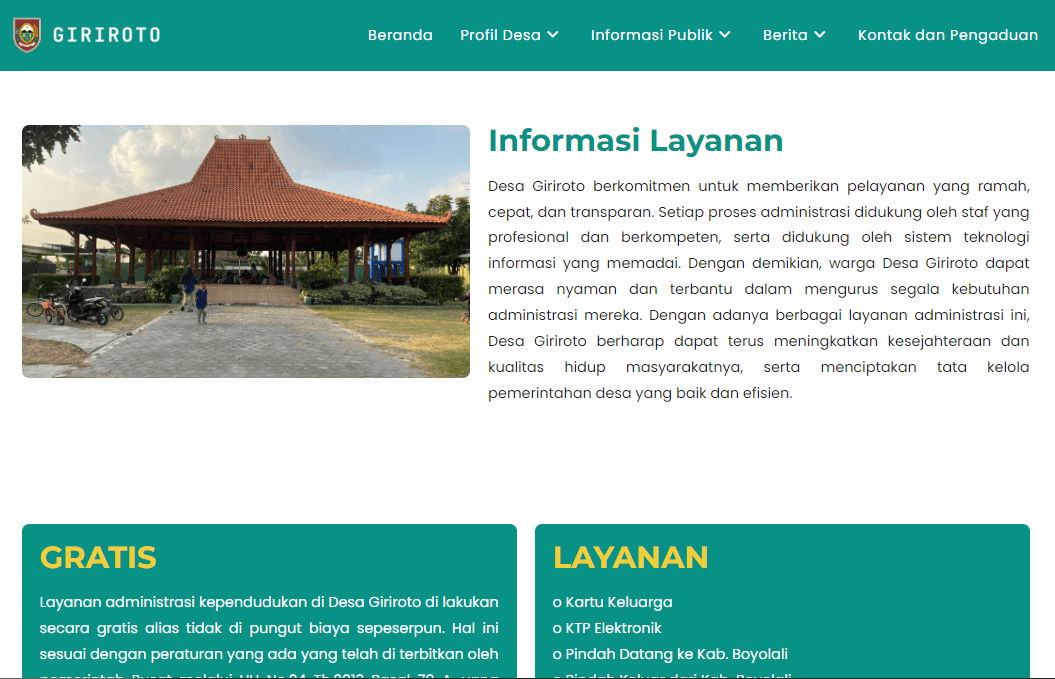 GIRIROTO
Beranda
Profil Desa
Informasi Publik
Berita
Kontak dan Pengaduan
Informasi Layanan
Desa Giriroto berkomitmen untuk memberikan pelayanan yang ramah,
cepat, dan transparan. Setiap proses administrasi didukung oleh staf yang
profesional dan berkompeten, serta didukung oleh sistem teknologi
informasi yang memadai. Dengan demikian, warga Desa Giriroto dapat
merasa nyaman dan terbantu dalam mengurus segala kebutuhan
administrasi mereka. Dengan adanya berbagai layanan administrasi ini,
Desa Giriroto berharap dapat terus meningkatkan kesejahteraan dan
kualitas hidup masyarakatnya, serta menciptakan tata kelola
pemerintahan desa yang baik dan efisien.
GRATIS
Layanan administrasi kependudukan di Desa Giriroto di lakukan
secara gratis alias tidak di pungut biaya sepeserpun. Hal ini
sesuai dengan peraturan yang ada yang telah di terbitkan oleh
LAYANAN
o Kartu Keluarga
o KTP Elektronik
o Pindah Datang ke Kab. Boyolali
o Pindah Keluar dari Kab. Boyolali